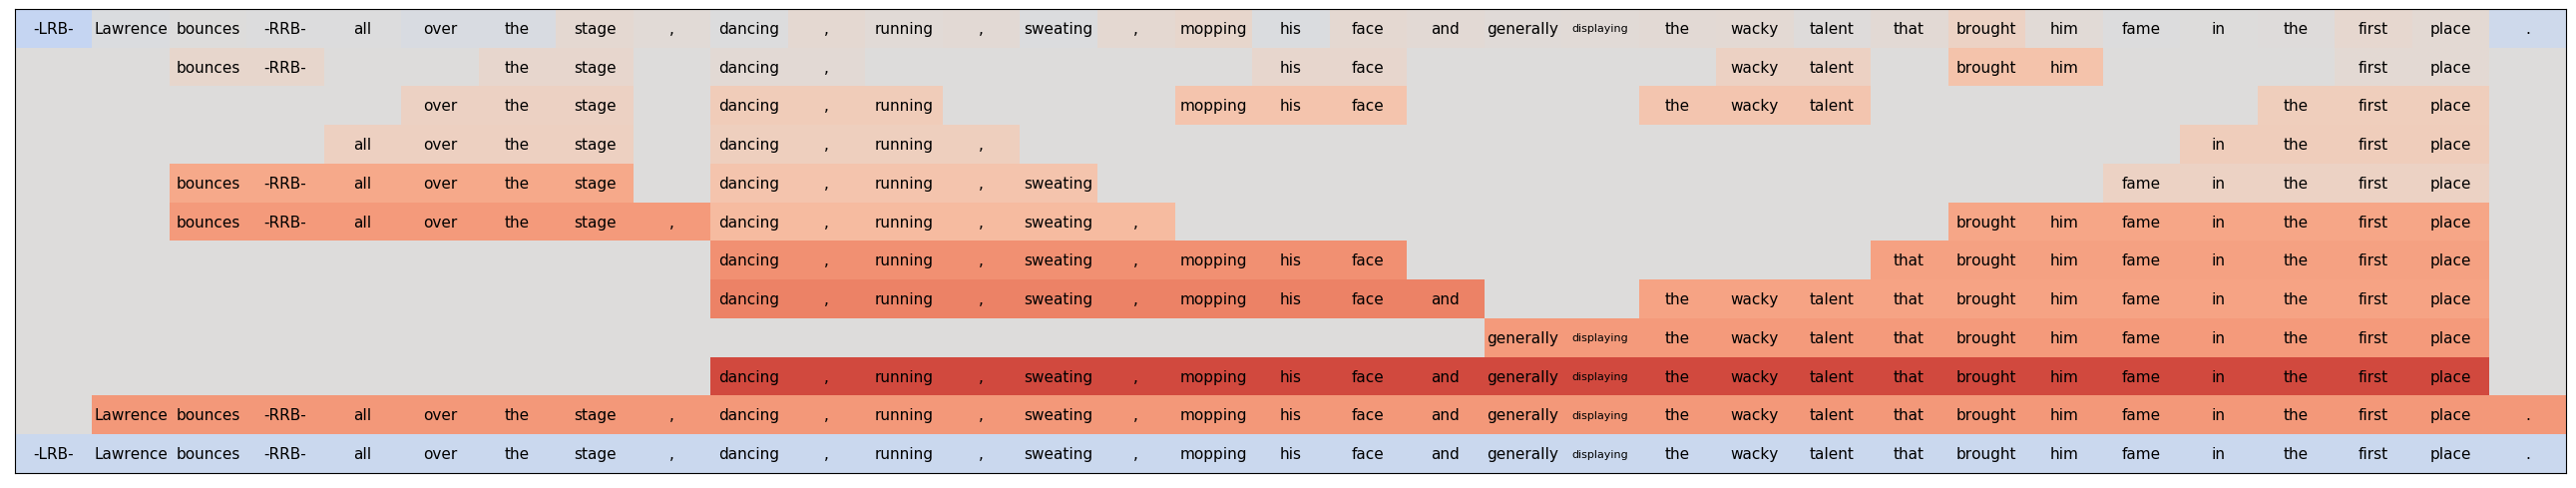 -LRB- Lawrence bounces -RRB- all over the stage , dancing , running , sweating , mopping his face and generally displaying the wacky talent that brought him fame in the first place .
bounces -RRB- the stage dancing , his face wacky talent brought him first place
over the stage dancing , running mopping his face the wacky talent the first place
all over the stage dancing , running , in the first place
bounces -RRB- all over the stage dancing , running , sweating fame in the first place
bounces -RRB- all over the stage , dancing , running , sweating , brought him fame in the first place
dancing , running , sweating , mopping his face that brought him fame in the first place
dancing , running , sweating , mopping his face and the wacky talent that brought him fame in the first place
generally displaying the wacky talent that brought him fame in the first place
dancing , running , sweating , mopping his face and generally displaying the wacky talent that brought him fame in the first place
Lawrence bounces -RRB- all over the stage , dancing , running , sweating , mopping his face and generally displaying the wacky talent that brought him fame in the first place .
-LRB- Lawrence bounces -RRB- all over the stage , dancing , running , sweating , mopping his face and generally displaying the wacky talent that brought him fame in the first place .